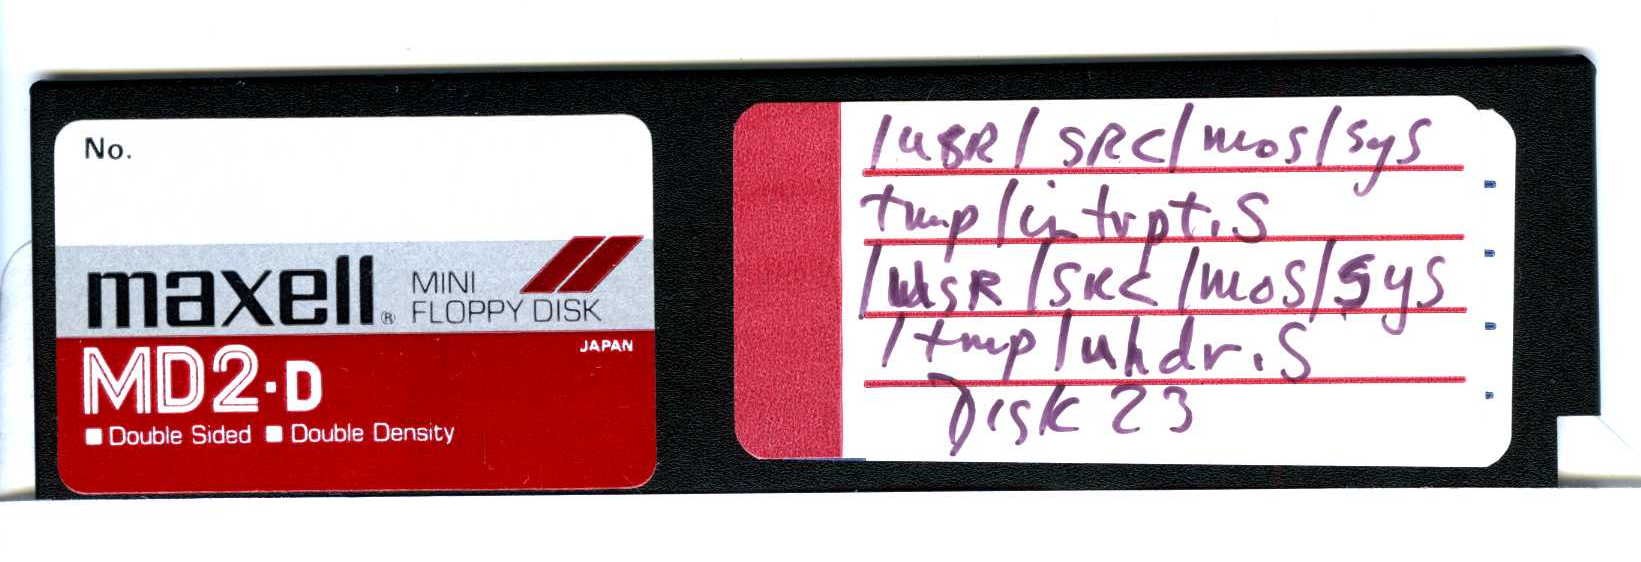 No.
maxell® MINI FLOPPY DISK
JAPAN
MD2-D
Double Sided Double Density
/usR/SRC/mos/sys
tmp/intrpt.S
/usR/SRC/mos/sys
/tmp/uhdr.S
Disk 23